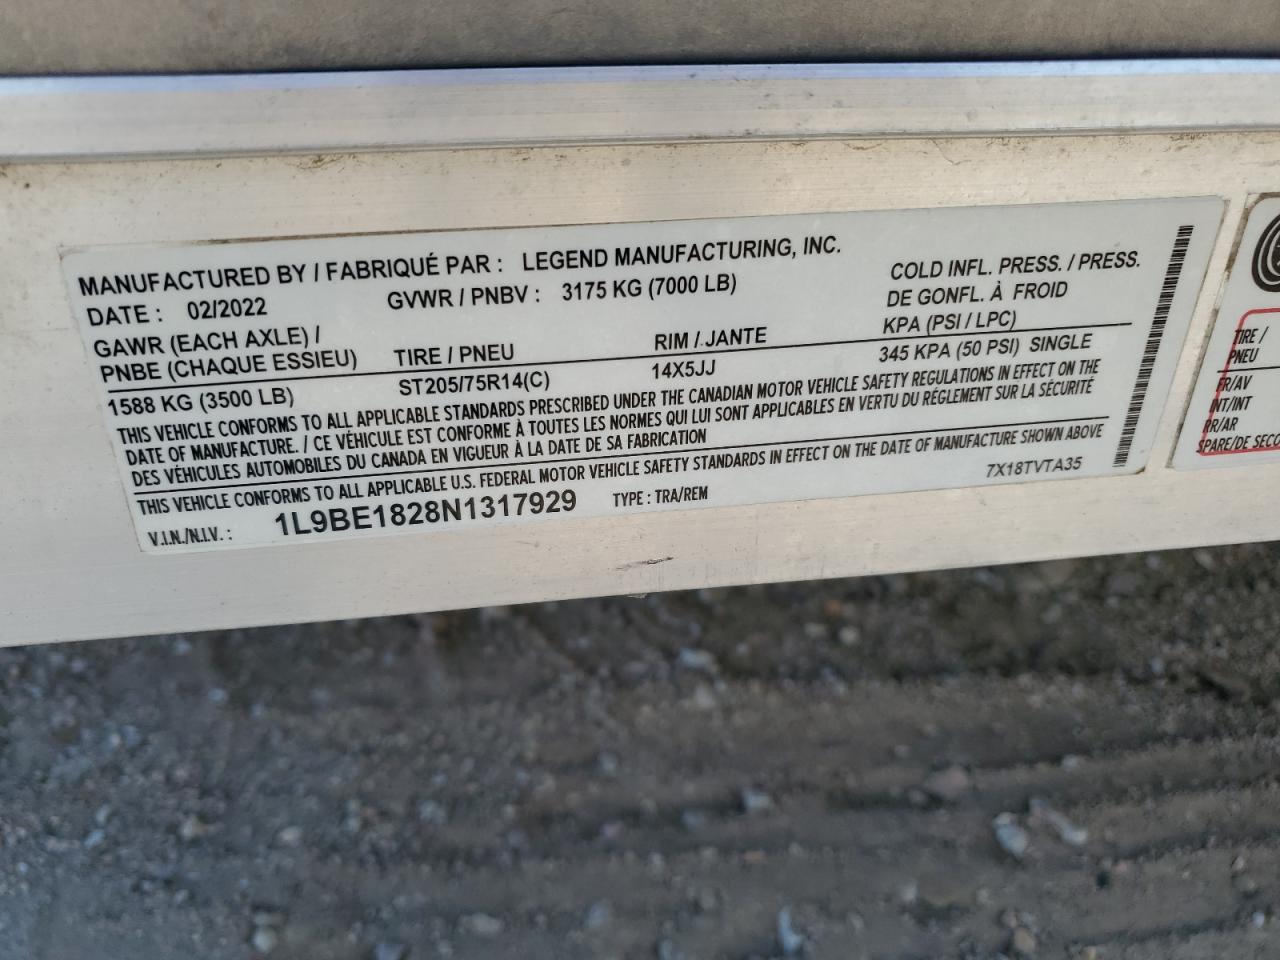 MANUFACTURED BY / FABRIQUÉ PAR : LEGEND MANUFACTURING, INC.
DATE : 02/2022 GVWR / PNBV : 3175 KG (7000 LB)
COLD INFL. PRESS. / PRESS.
DE GONFL. À FROID
KPA (PSI / LPC)
GAWR (EACH AXLE) /
PNBE (CHAQUE ESSIEU) TIRE / PNEU RIM / JANTE
1588 KG (3500 LB) ST205/75R14(C) 14X5JJ 345 KPA (50 PSI) SINGLE
THIS VEHICLE CONFORMS TO ALL APPLICABLE STANDARDS PRESCRIBED UNDER THE CANADIAN MOTOR VEHICLE SAFETY REGULATIONS IN EFFECT ON THE
DATE OF MANUFACTURE. / CE VÉHICULE EST CONFORME À TOUTES LES NORMES QUI LUI SONT APPLICABLES EN VERTU DU RÉGLEMENT SUR LA SÉCURITÉ
DES VÉHICULES AUTOMOBILES DU CANADA EN VIGUEUR À LA DATE DE SA FABRICATION
THIS VEHICLE CONFORMS TO ALL APPLICABLE U.S. FEDERAL MOTOR VEHICLE SAFETY STANDARDS IN EFFECT ON THE DATE OF MANUFACTURE SHOWN ABOVE
V.I.N./N.I.V. : 1L9BE1828N1317929 TYPE : TRA/REM 7X18TVTA35
TIRE /
PNEU
FR/AV
INT/INT
RR/AR
SPARE/DE SECO